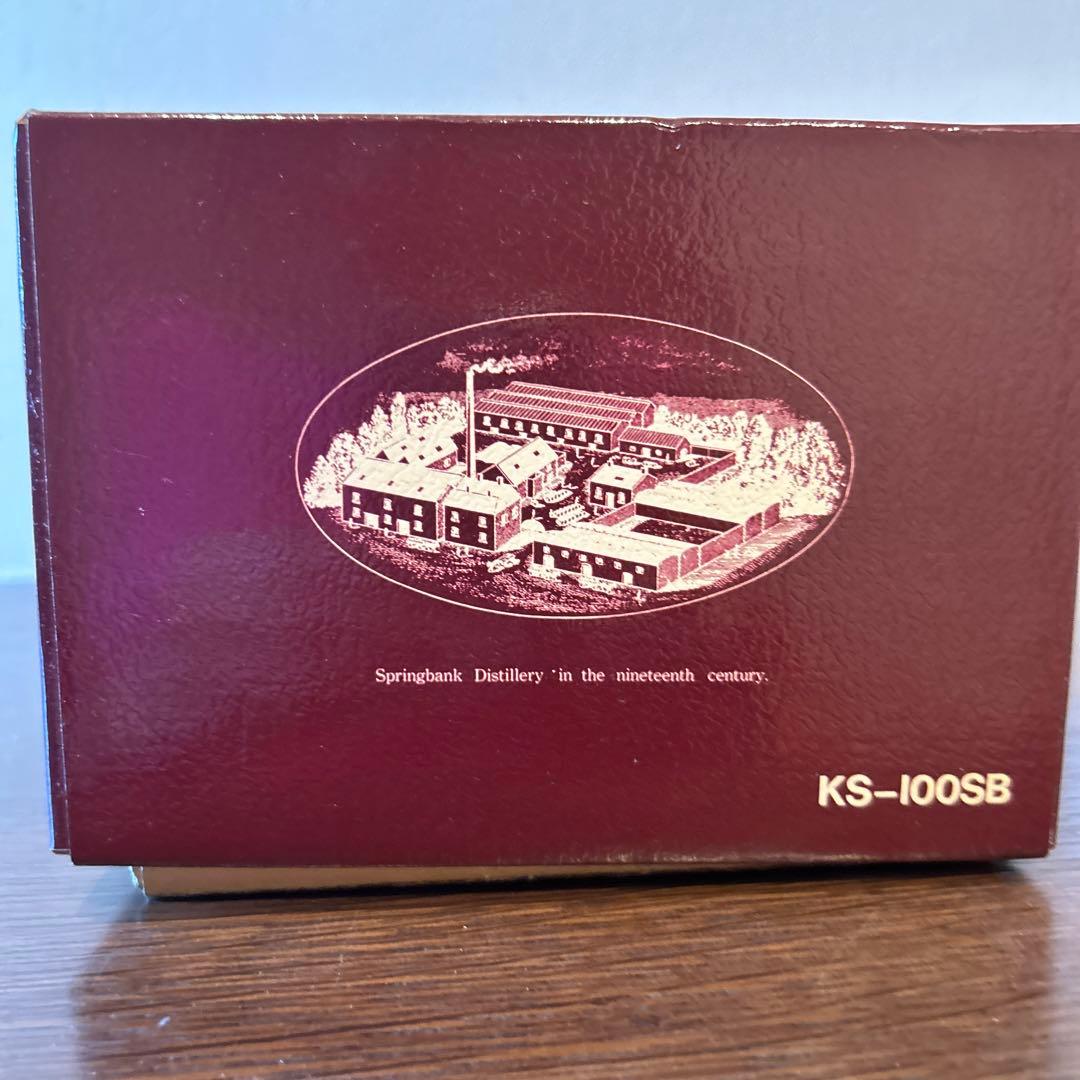 Springbank Distillery in the nineteenth century.
KS-100SB